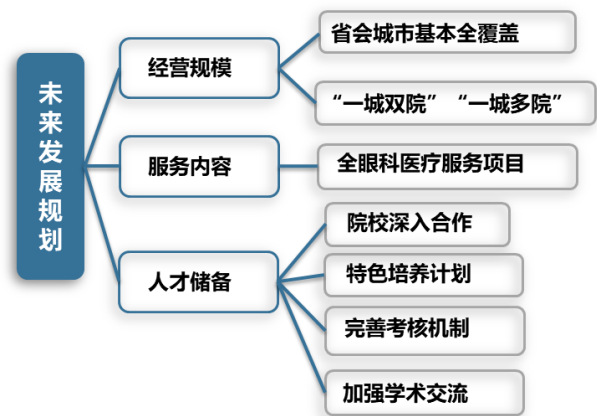 未来发展规划
经营规模
省会城市基本全覆盖
“一城双院” “一城多院”
服务内容
全眼科医疗服务项目
人才储备
院校深入合作
特色培养计划
完善考核机制
加强学术交流